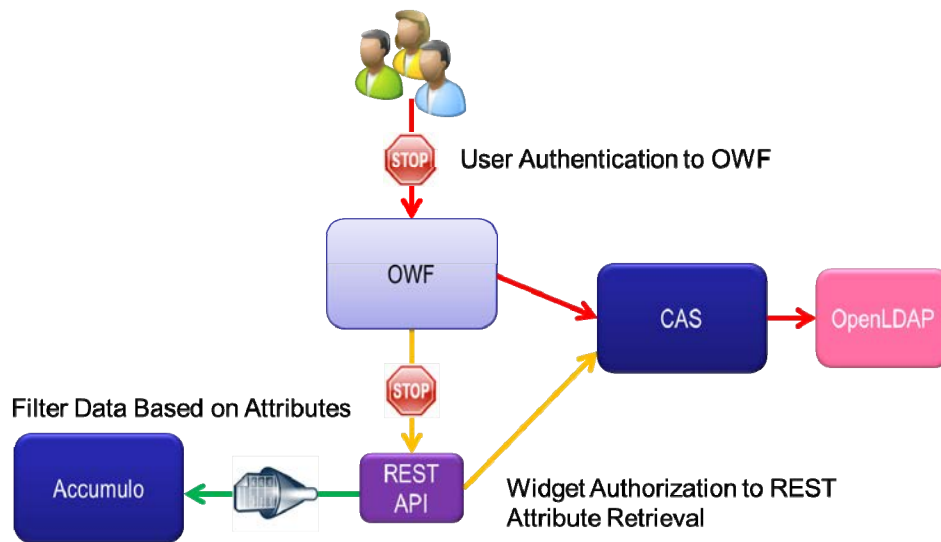 STOP
User Authentication to OWF
OWF
CAS
OpenLDAP
STOP
Filter Data Based on Attributes
Accumulo
REST
API
Widget Authorization to REST
Attribute Retrieval